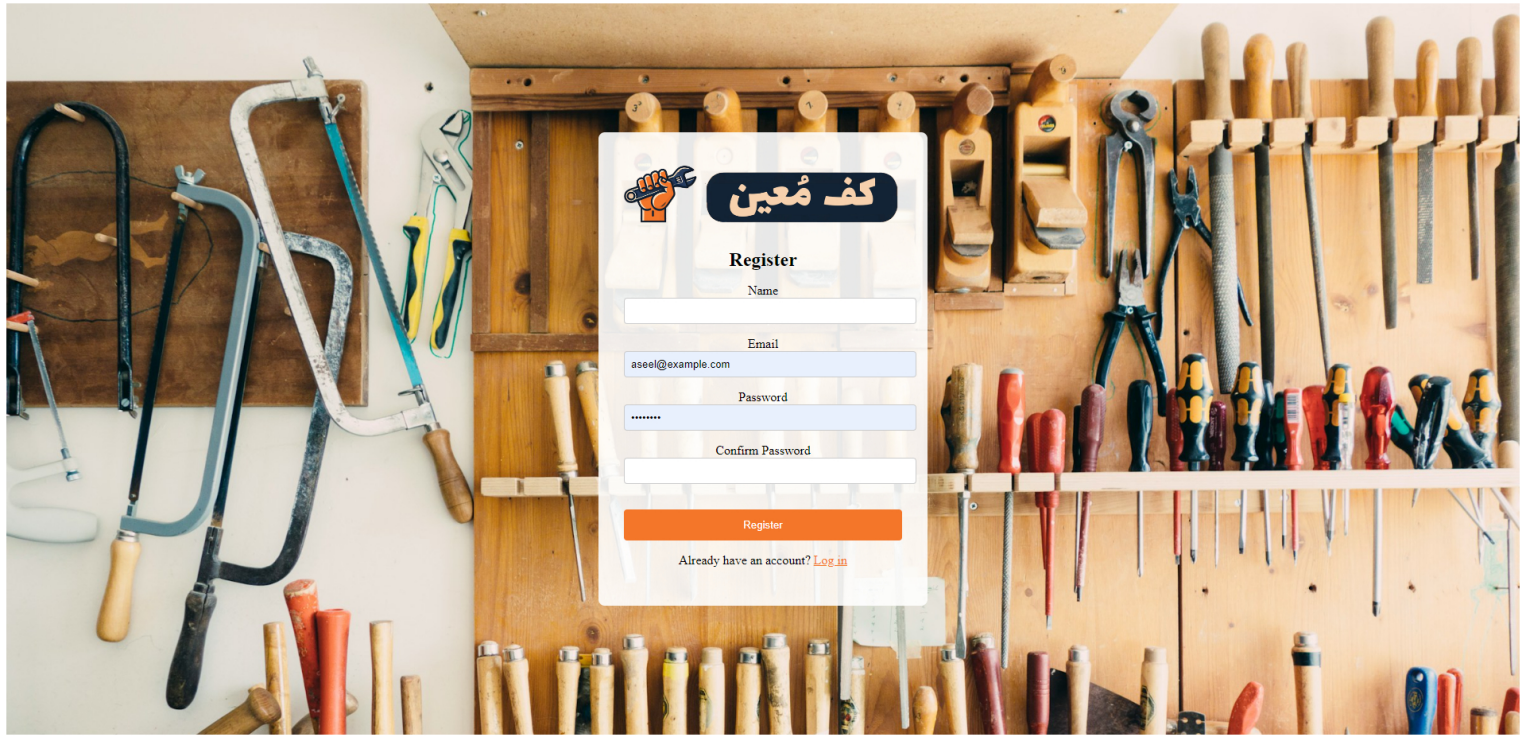 كف مُعين
Register
Name
Email
aseel@example.com
Password
••••••••
Confirm Password
Register
Already have an account? Log in